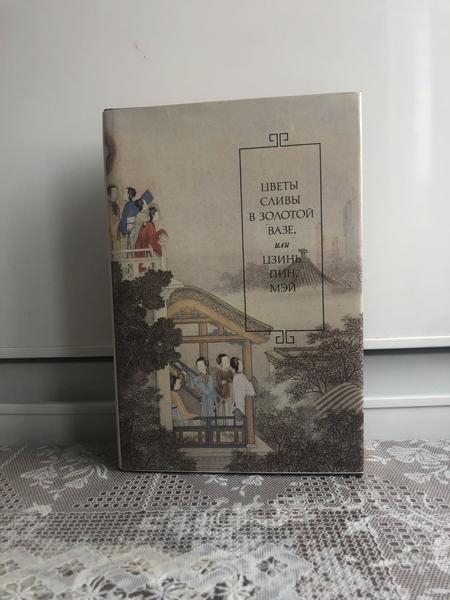 ЦВЕТЫ
СЛИВЫ
В ЗОЛОТОЙ
ВАЗЕ,
или
ЦЗИНЬ,
ПИН,
МЭЙ